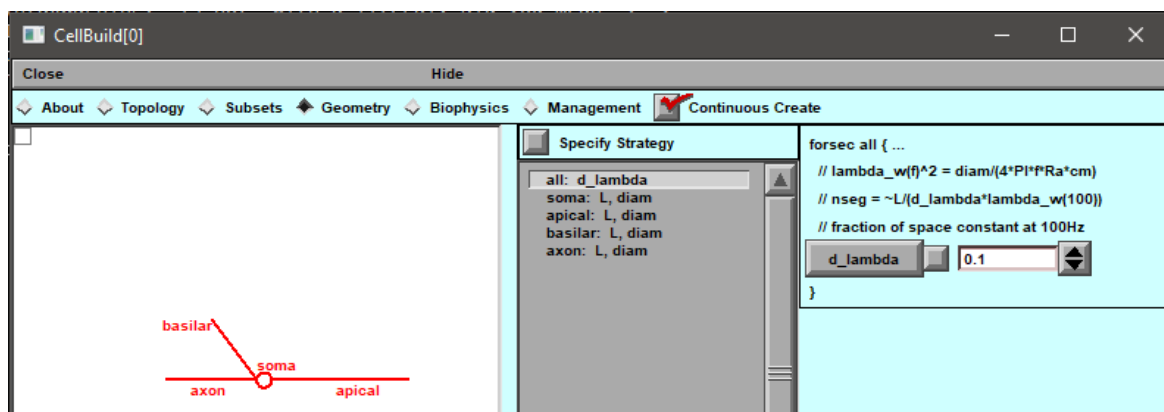 CellBuild[0]
Close Hide
About Topology Subsets Geometry Biophysics Management Continuous Create
Specify Strategy
all: d_lambda
soma: L, diam
apical: L, diam
basilar: L, diam
axon: L, diam
forsec all { ...
// lambda_w(f)^2 = diam/(4*PI*f*Ra*cm)
// nseg = ~L/(d_lambda*lambda_w(100))
// fraction of space constant at 100Hz
d_lambda 0.1
}
basilar
soma
axon apical